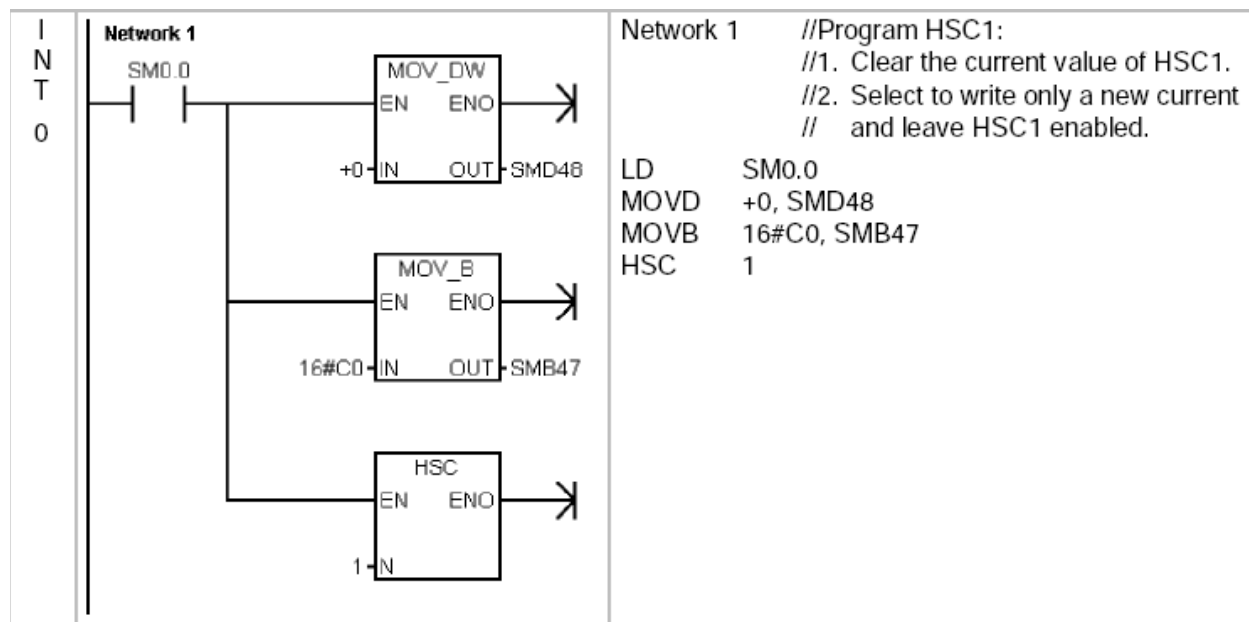 I
N
T
0
Network 1
SM0.0
MOV_DW
EN ENO
+0 IN OUT SMD48
MOV_B
EN ENO
16#C0 IN OUT SMB47
HSC
EN ENO
1 N
Network 1 //Program HSC1:
//1. Clear the current value of HSC1.
//2. Select to write only a new current
// and leave HSC1 enabled.
LD SM0.0
MOVD +0, SMD48
MOVB 16#C0, SMB47
HSC 1